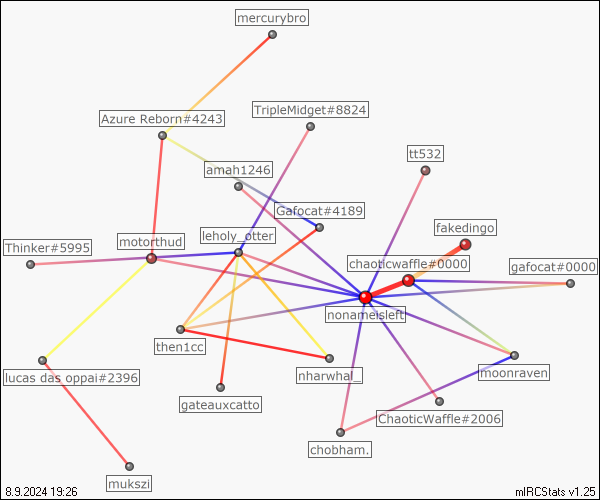 mercurybro
TripleMidget#8824
Azure Reborn#4243
tt532
amah1246
Gafocat#4189
fakedingo
leholy_otter
motorthud
Thinker#5995
chaoticwaffle#0000
gafocat#0000
nonameisleft
then1cc
moonraven
nharwhal_
lucas das oppai#2396
gateauxcatto
ChaoticWaffle#2006
chobham.
mukszi
8.9.2024 19:26
mIRCStats v1.25